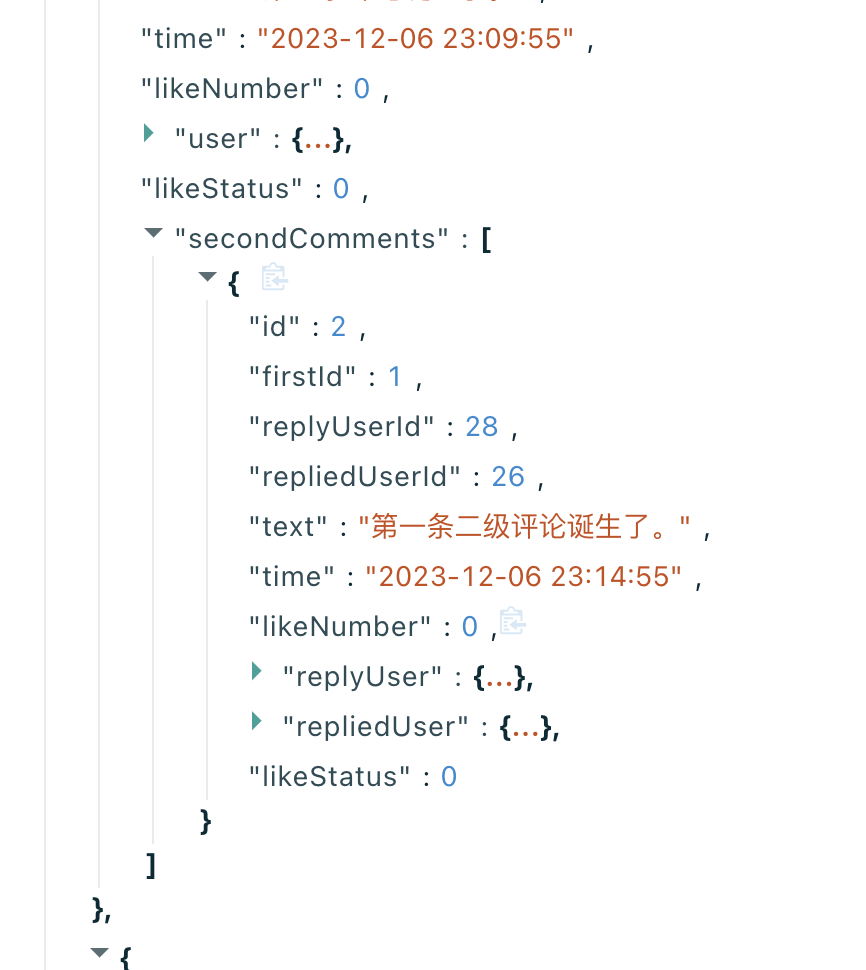 "time" : "2023-12-06 23:09:55" ,
"likeNumber" : 0 ,
"user" : {...},
"likeStatus" : 0 ,
"secondComments" : [
{
"id" : 2 ,
"firstId" : 1 ,
"replyUserId" : 28 ,
"repliedUserId" : 26 ,
"text" : "第一条二级评论诞生了。" ,
"time" : "2023-12-06 23:14:55" ,
"likeNumber" : 0 ,
"replyUser" : {...},
"repliedUser" : {...},
"likeStatus" : 0
}
]
},
{